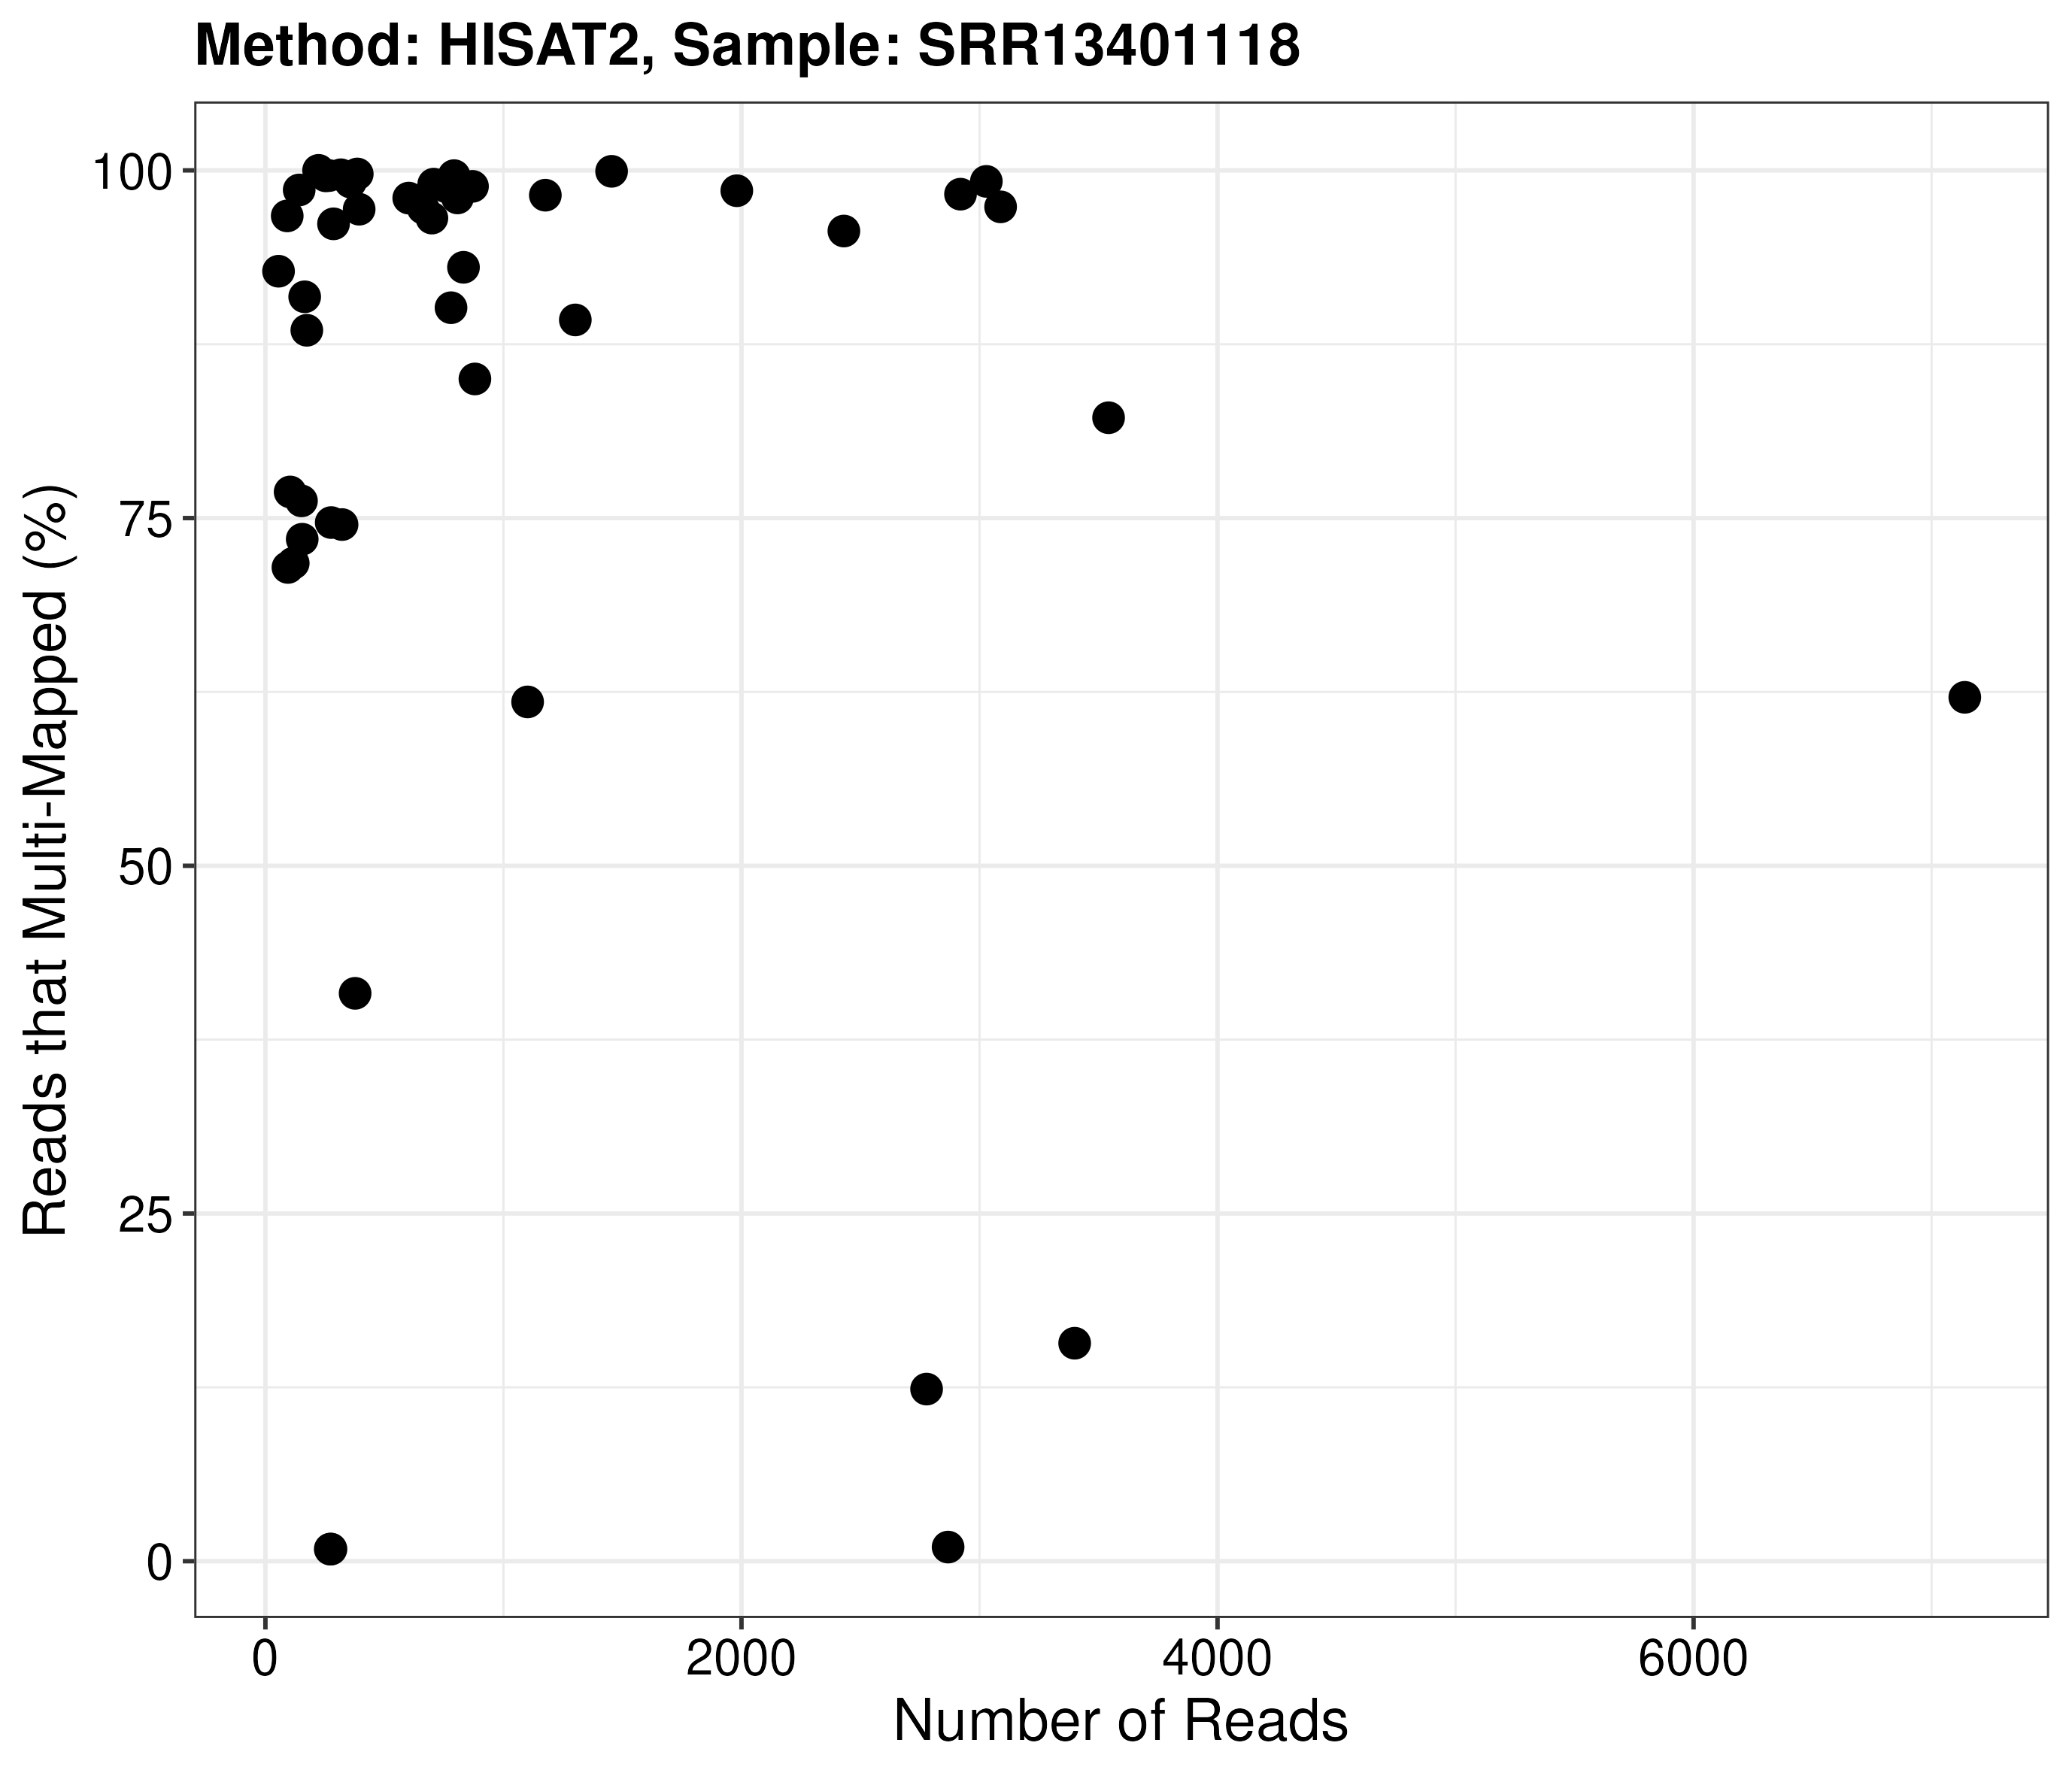 Method: HISAT2, Sample: SRR13401118
Reads that Multi-Mapped (%)
100
75
50
25
0
0 2000 4000 6000
Number of Reads